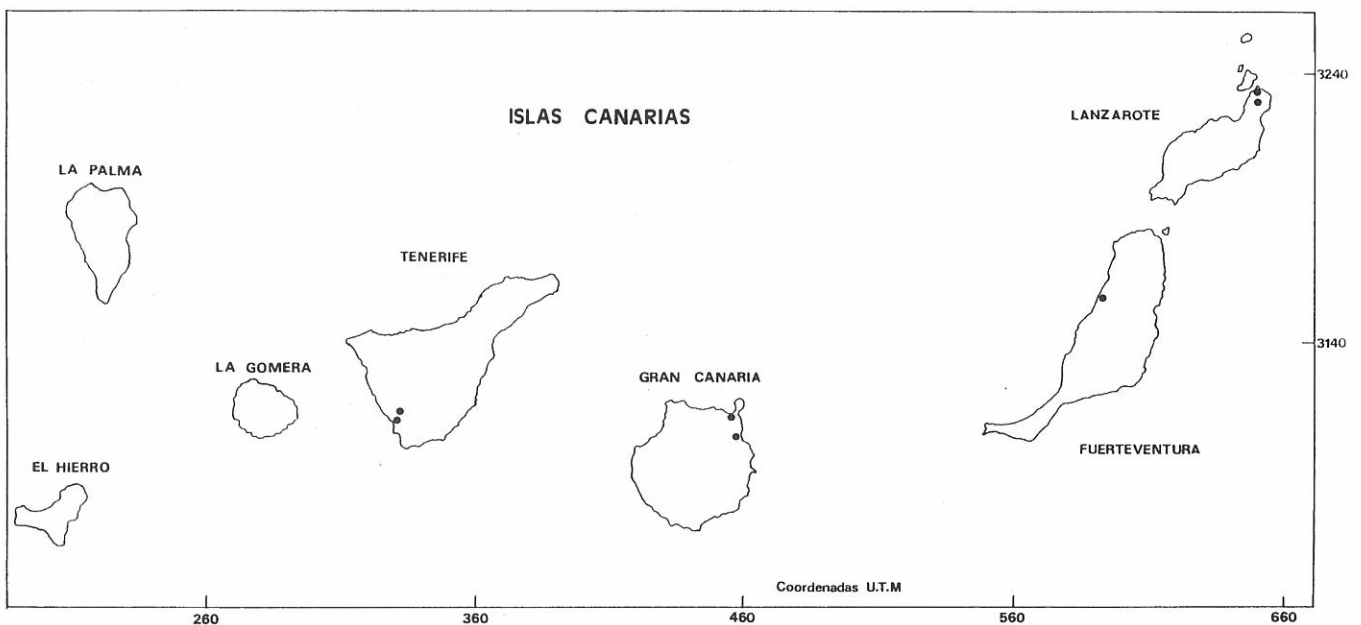 3240
ISLAS CANARIAS
LANZAROTE
LA PALMA
TENERIFE
3140
LA GOMERA
GRAN CANARIA
FUERTEVENTURA
EL HIERRO
Coordenadas U.T.M
260 360 460 560 660